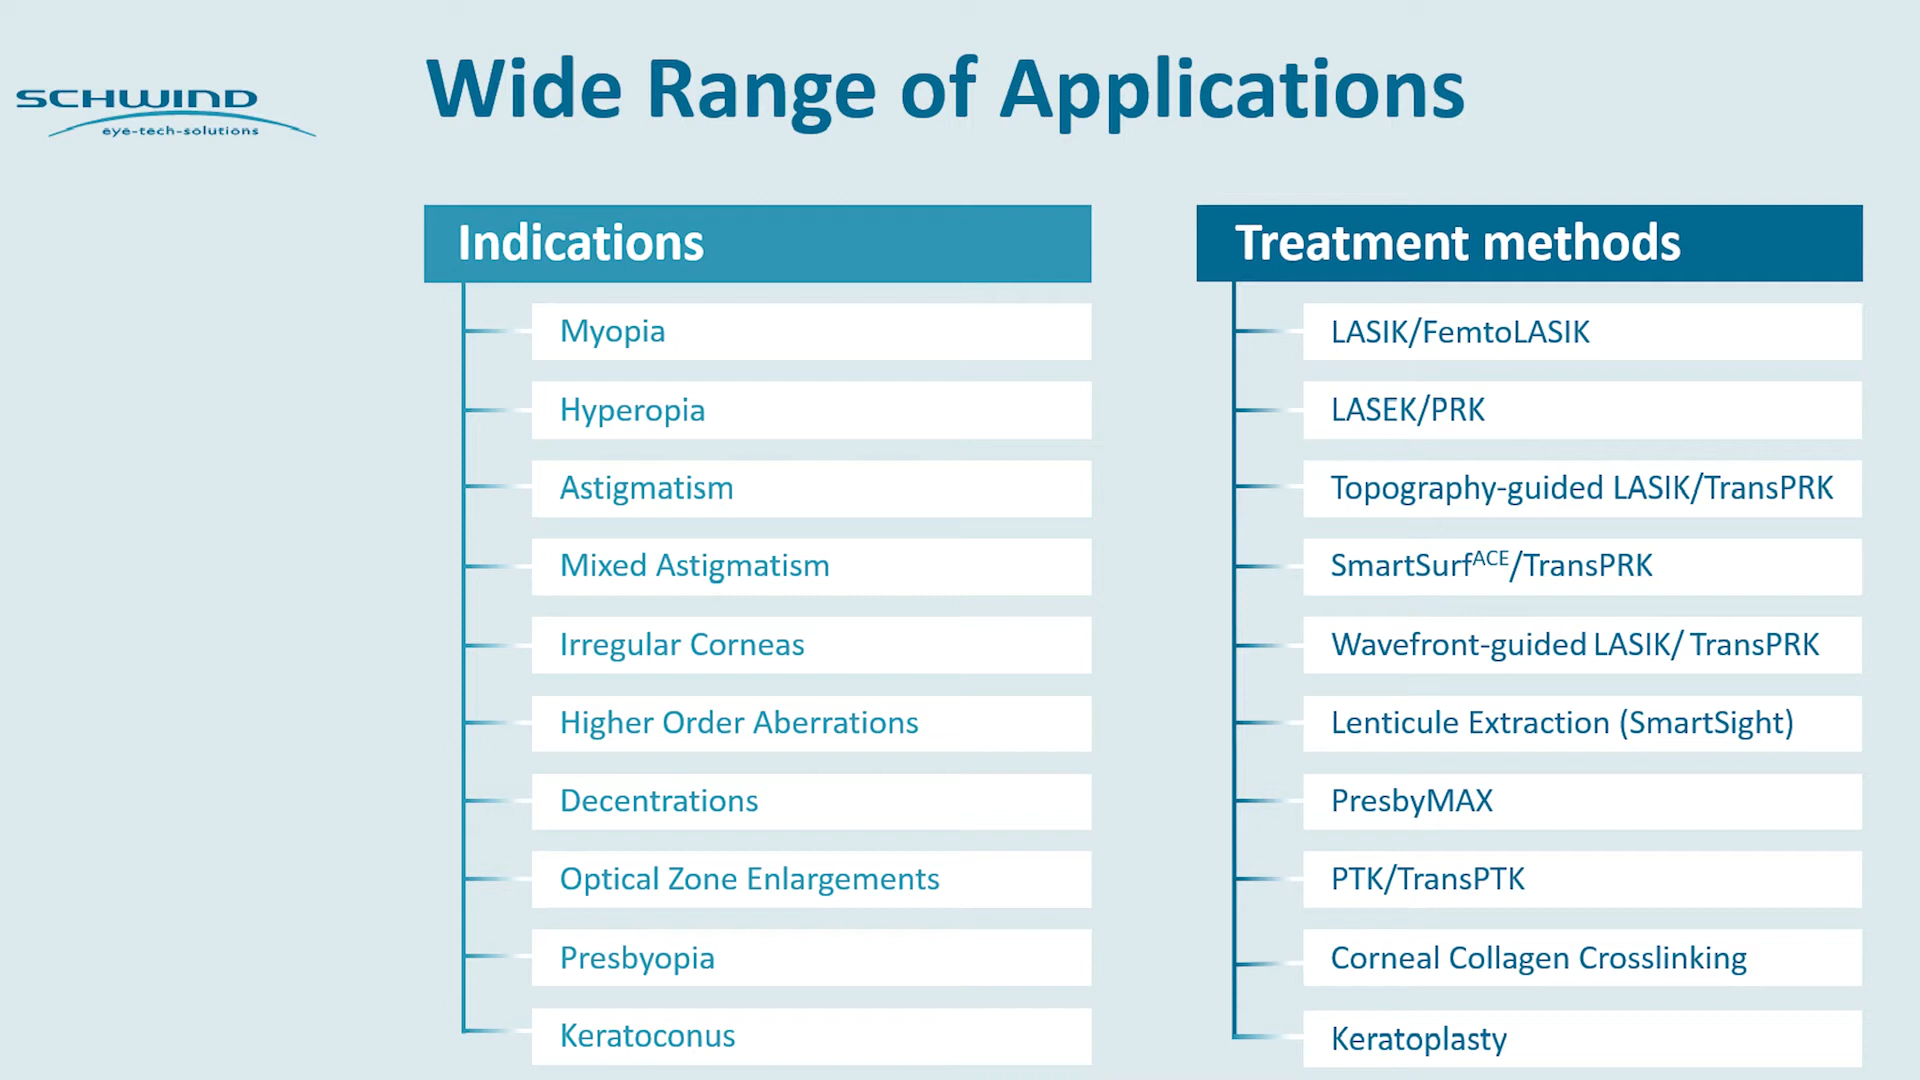 Wide Range of Applications
SCHWIND
eye-tech-solutions
Indications
Myopia
Hyperopia
Astigmatism
Mixed Astigmatism
Irregular Corneas
Higher Order Aberrations
Decentrations
Optical Zone Enlargements
Presbyopia
Keratoconus
Treatment methods
LASIK/FemtoLASIK
LASEK/PRK
Topography-guided LASIK/TransPRK
SmartSurfACE/TransPRK
Wavefront-guided LASIK/ TransPRK
Lenticule Extraction (SmartSight)
PresbyMAX
PTK/TransPTK
Corneal Collagen Crosslinking
Keratoplasty